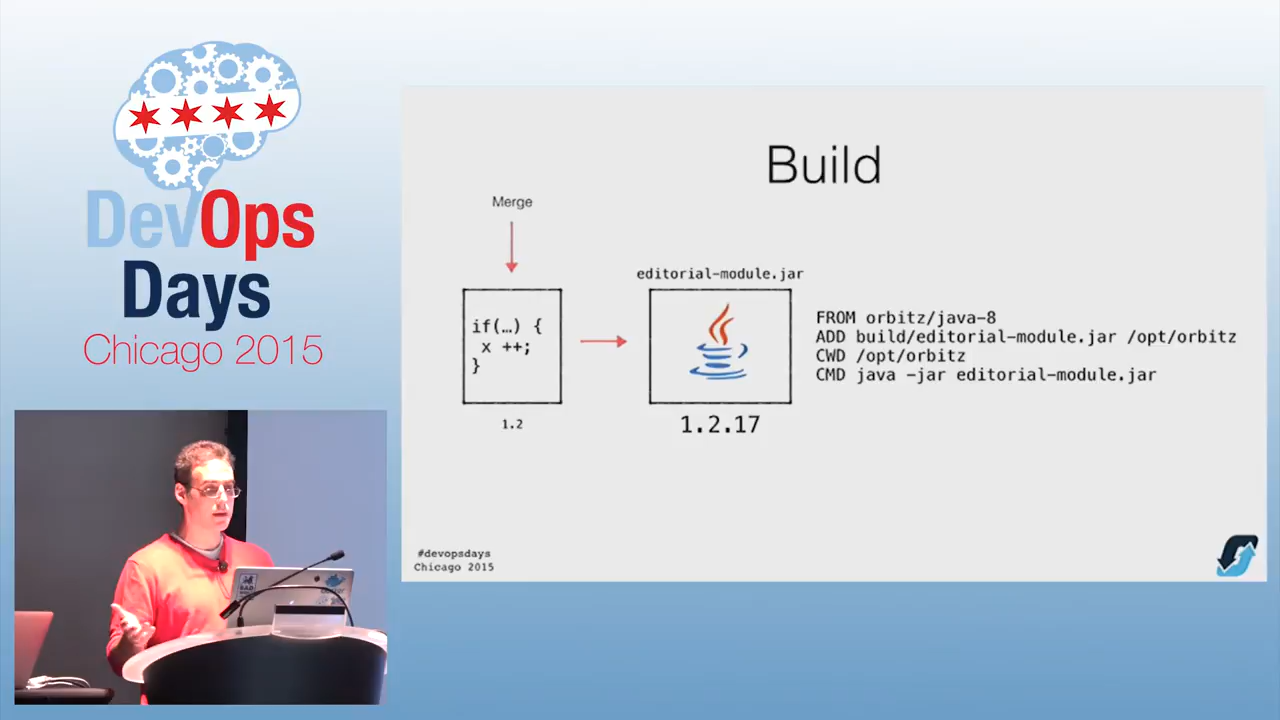 DevOps
Days
Chicago 2015
Build
Merge
editorial-module.jar
if(…) {
x ++;
}
1.2
1.2.17
FROM orbitz/java-8
ADD build/editorial-module.jar /opt/orbitz
CWD /opt/orbitz
CMD java -jar editorial-module.jar
#devopsdays
Chicago 2015